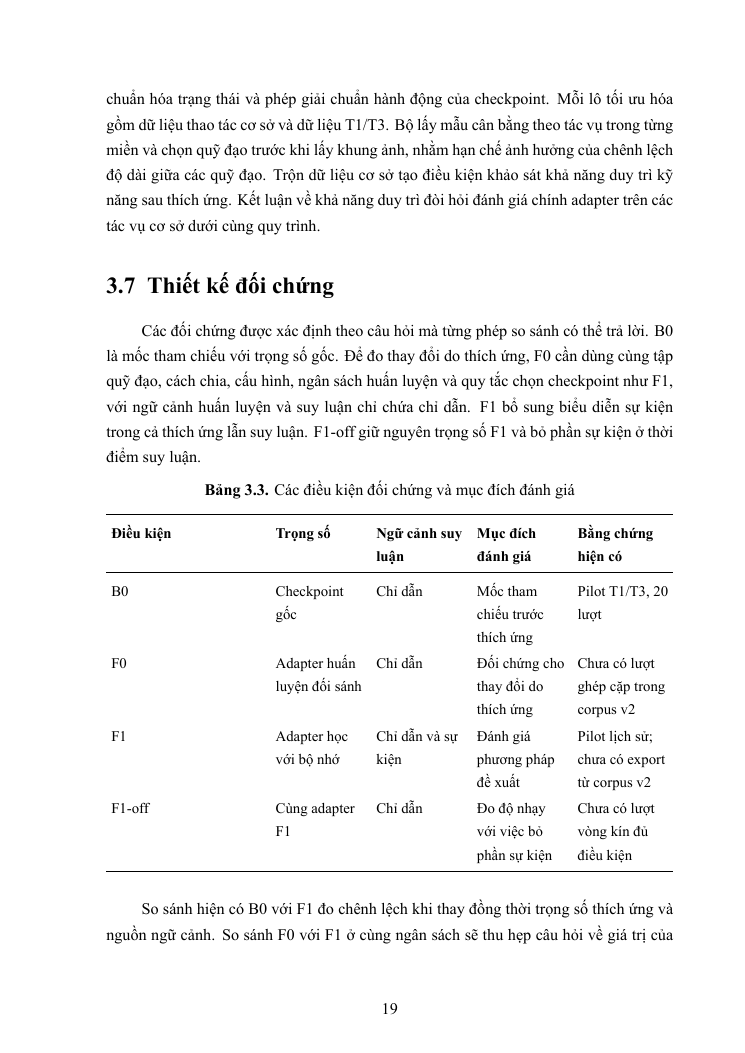 chuẩn hóa trạng thái và phép giải chuẩn hành động của checkpoint. Mỗi lô tối ưu hóa
gồm dữ liệu thao tác cơ sở và dữ liệu T1/T3. Bộ lấy mẫu cân bằng theo tác vụ trong từng
miền và chọn quỹ đạo trước khi lấy khung ảnh, nhằm hạn chế ảnh hưởng của chênh lệch
độ dài giữa các quỹ đạo. Trộn dữ liệu cơ sở tạo điều kiện khảo sát khả năng duy trì kỹ
năng sau thích ứng. Kết luận về khả năng duy trì đòi hỏi đánh giá chính adapter trên các
tác vụ cơ sở dưới cùng quy trình.
3.7 Thiết kế đối chứng
Các đối chứng được xác định theo câu hỏi mà từng phép so sánh có thể trả lời. B0
là mốc tham chiếu với trọng số gốc. Để đo thay đổi do thích ứng, F0 cần dùng cùng tập
quỹ đạo, cách chia, cấu hình, ngân sách huấn luyện và quy tắc chọn checkpoint như F1,
với ngữ cảnh huấn luyện và suy luận chỉ chứa chỉ dẫn. F1 bổ sung biểu diễn sự kiện
trong cả thích ứng lẫn suy luận. F1-off giữ nguyên trọng số F1 và bỏ phần sự kiện ở thời
điểm suy luận.
Bảng 3.3. Các điều kiện đối chứng và mục đích đánh giá
Điều kiện Trọng số Ngữ cảnh suy Mục đích Bằng chứng
luận đánh giá hiện có
B0 Checkpoint Chỉ dẫn Mốc tham Pilot T1/T3, 20
gốc chiếu trước lượt
thích ứng
F0 Adapter huấn Chỉ dẫn Đối chứng cho Chưa có lượt
luyện đối sánh thay đổi do ghép cặp trong
thích ứng corpus v2
F1 Adapter học Chỉ dẫn và sự Đánh giá Pilot lịch sử;
với bộ nhớ kiện phương pháp chưa có export
đề xuất từ corpus v2
F1-off Cùng adapter Chỉ dẫn Đo độ nhạy Chưa có lượt
F1 với việc bỏ vòng kín đủ
phần sự kiện điều kiện
So sánh hiện có B0 với F1 đo chênh lệch khi thay đồng thời trọng số thích ứng và
nguồn ngữ cảnh. So sánh F0 với F1 ở cùng ngân sách sẽ thu hẹp câu hỏi về giá trị của
19